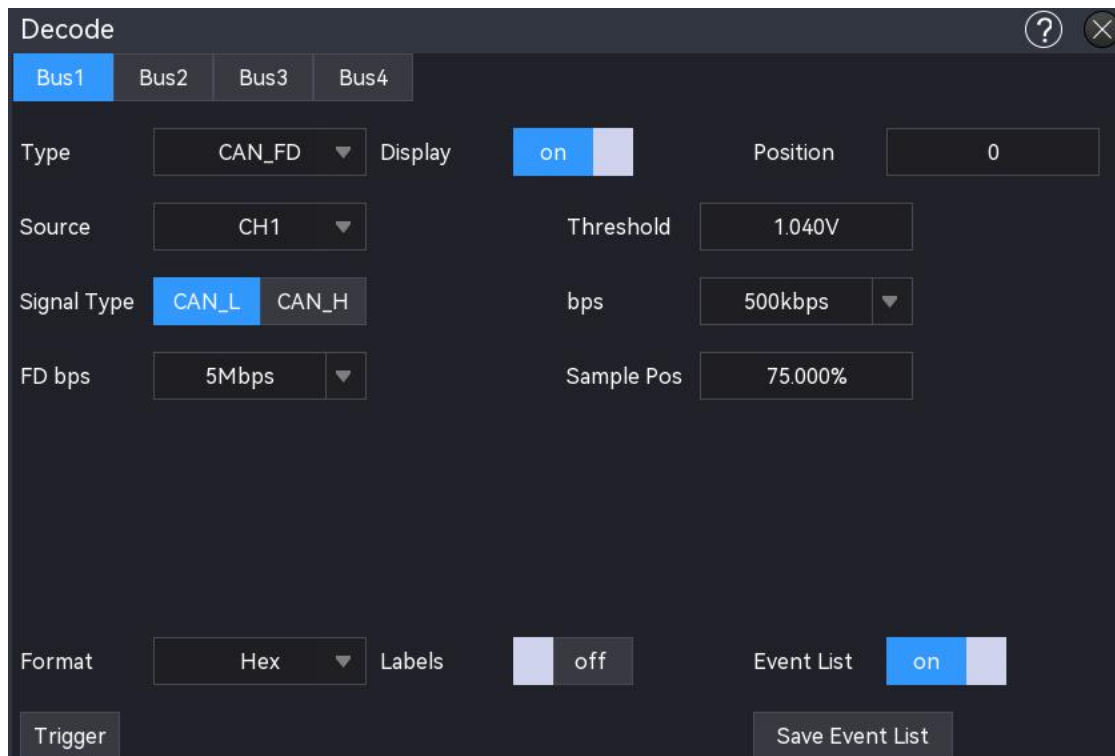 Decode ?
Bus1 Bus2 Bus3 Bus4
Type CAN_FD Display on Position 0
Source CH1 Threshold 1.040V
Signal Type CAN_L CAN_H bps 500kbps
FD bps 5Mbps Sample Pos 75.000%
Format Hex Labels off Event List on
Trigger Save Event List